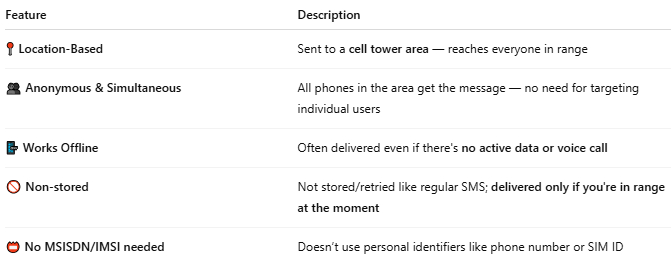 Feature Description
📍 Location-Based Sent to a cell tower area — reaches everyone in range
👥 Anonymous & Simultaneous All phones in the area get the message — no need for targeting
individual users
📲 Works Offline Often delivered even if there's no active data or voice call
🚫 Non-stored Not stored/retried like regular SMS; delivered only if you're in range
at the moment
📛 No MSISDN/IMSI needed Doesn't use personal identifiers like phone number or SIM ID